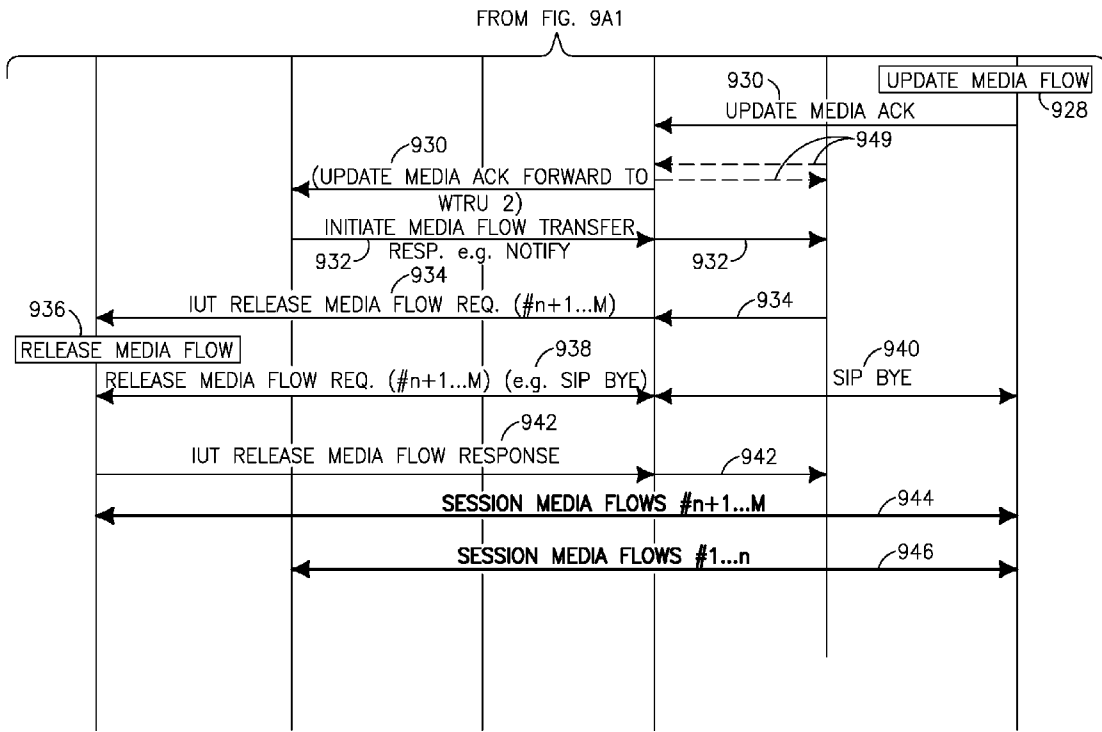 FROM FIG. 9A1
UPDATE MEDIA FLOW
928
930
UPDATE MEDIA ACK
949
930
(UPDATE MEDIA ACK FORWARD TO
WTRU 2)
INITIATE MEDIA FLOW TRANSFER
932
RESP. e.g. NOTIFY
932
934
IUT RELEASE MEDIA FLOW REQ. (#n+1...M)
934
936
RELEASE MEDIA FLOW
938
RELEASE MEDIA FLOW REQ. (#n+1...M) (e.g. SIP BYE)
940
SIP BYE
942
IUT RELEASE MEDIA FLOW RESPONSE
942
SESSION MEDIA FLOWS #n+1...M
944
SESSION MEDIA FLOWS #1...n
946